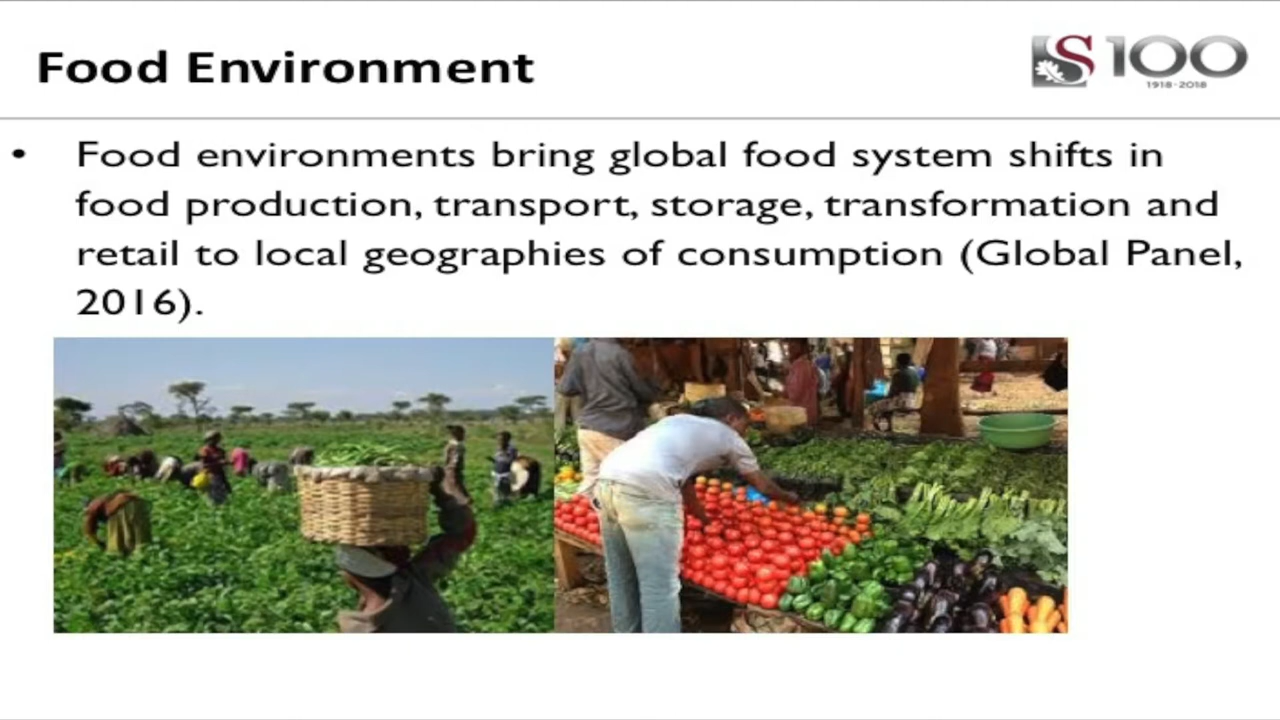 Food Environment
S100
1918-2018
• Food environments bring global food system shifts in
food production, transport, storage, transformation and
retail to local geographies of consumption (Global Panel,
2016).